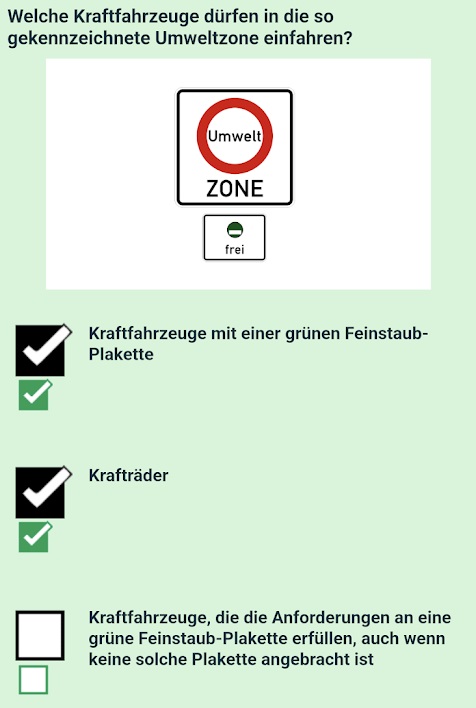 Welche Kraftfahrzeuge dürfen in die so
gekennzeichnete Umweltzone einfahren?
Umwelt
ZONE
frei
Kraftfahrzeuge mit einer grünen Feinstaub-
Plakette
Krafträder
Kraftfahrzeuge, die die Anforderungen an eine
grüne Feinstaub-Plakette erfüllen, auch wenn
keine solche Plakette angebracht ist